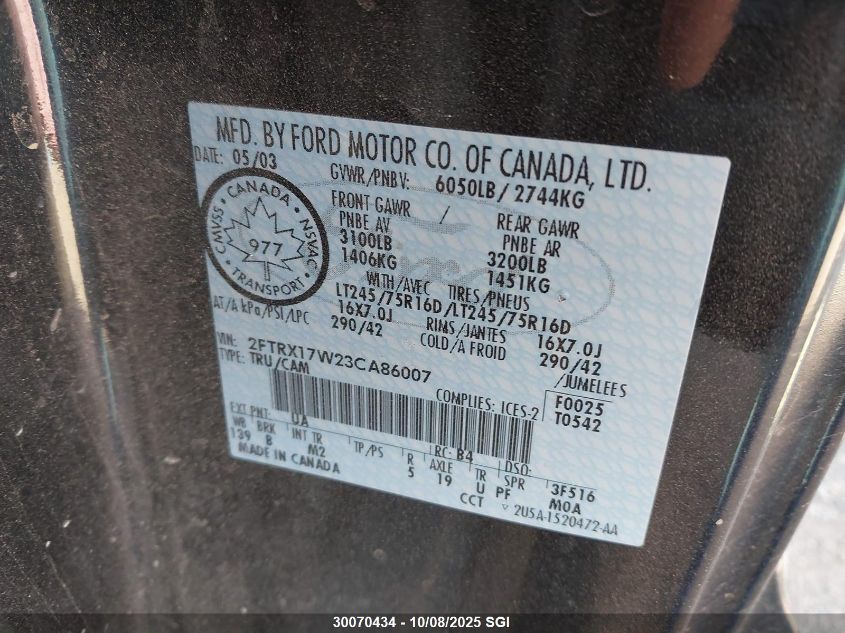 MFD. BY FORD MOTOR CO. OF CANADA, LTD.
DATE: 05/03
GVWR/PNBV: 6050LB / 2744KG
FRONT GAWR / REAR GAWR
PNBE AV PNBE AR
3100LB 3200LB
1406KG 1451KG
WITH/AVEC TIRES/PNEUS
LT245/75R16D/LT245/75R16D
16X7.0J RIMS/JANTES 16X7.0J
AT/A kPa/PSI/LPC 290/42 COLD/A FROID 290/42
CANADA
CMVSS NSVAC
977
TRANSPORT
VIN: 2FTRX17W23CA86007 /JUMELEES
TYPE: TRU/CAM COMPLIES: ICES-2 F0025
T0542
EXT PNT: UA RC: B4 DSO:
WB BRK INT TR TP/PS R AXLE TR SPR 3F516
139 B M2 5 19 U PF M0A
MADE IN CANADA CCT ▽ 2U5A-1520472-AA
30070434 - 10/08/2025 SGI